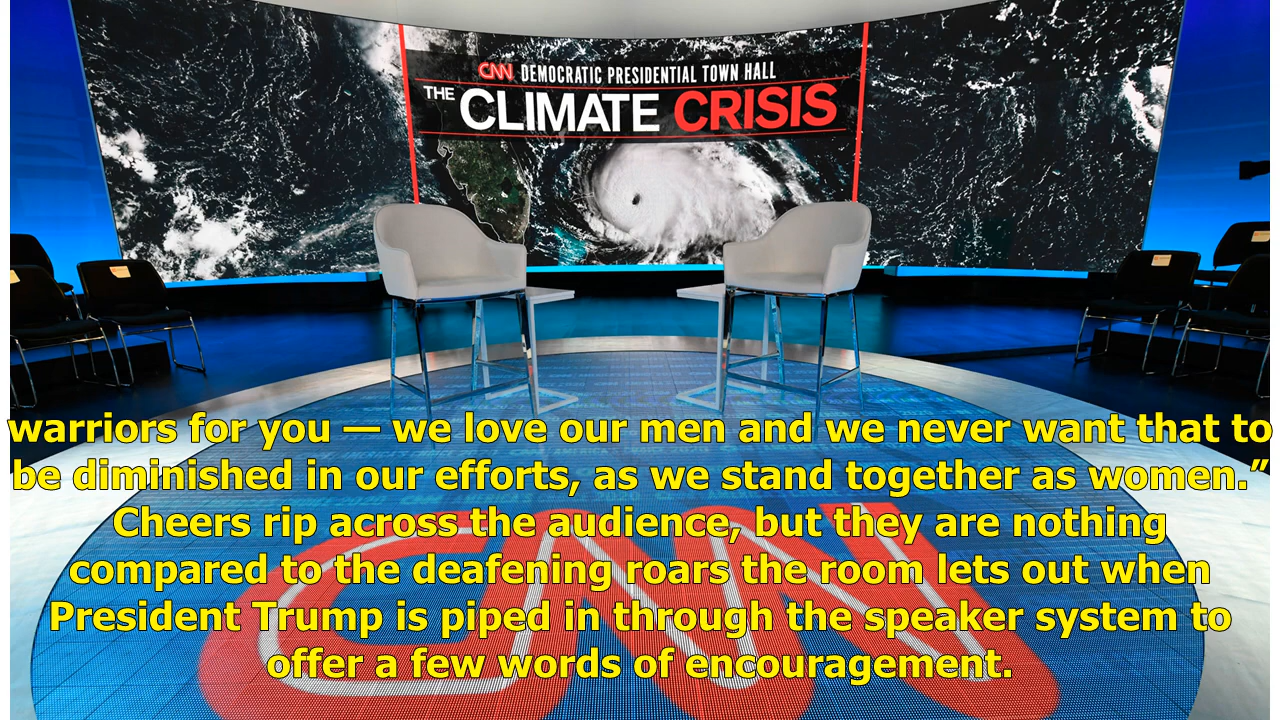 CNN DEMOCRATIC PRESIDENTIAL TOWN HALL
THE CLIMATE CRISIS
warriors for you — we love our men and we never want that to
be diminished in our efforts, as we stand together as women.”
Cheers rip across the audience, but they are nothing
compared to the deafening roars the room lets out when
President Trump is piped in through the speaker system to
offer a few words of encouragement.
CNN